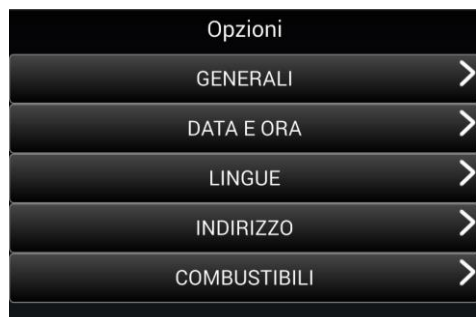 Opzioni
GENERALI
DATA E ORA
LINGUE
INDIRIZZO
COMBUSTIBILI